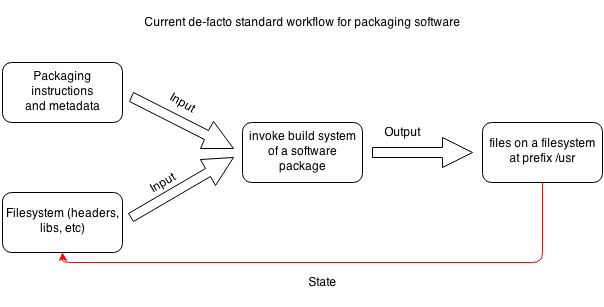 Current de-facto standard workflow for packaging software
Packaging
instructions
and metadata
Input
invoke build system
of a software
package
Output
files on a filesystem
at prefix /usr
Input
Filesystem (headers,
libs, etc)
State